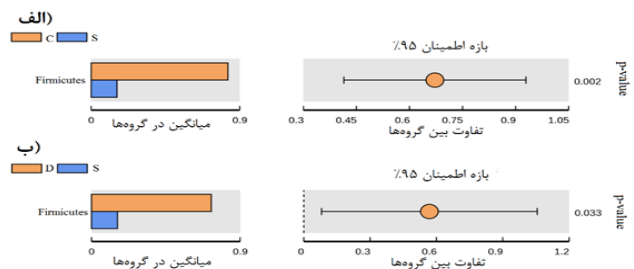 الف)
C S
بازه اطمینان ۹۵٪
Firmicutes
0.002
p-value
0 0.9
0.3 0.45 0.6 0.75 0.9 1.05
میانگین در گروه‌ها
تفاوت بین گروه‌ها
ب)
D S
بازه اطمینان ۹۵٪
Firmicutes
0.033
p-value
0 0.9
0 0.3 0.6 0.9 1.2
میانگین در گروه‌ها
تفاوت بین گروه‌ها